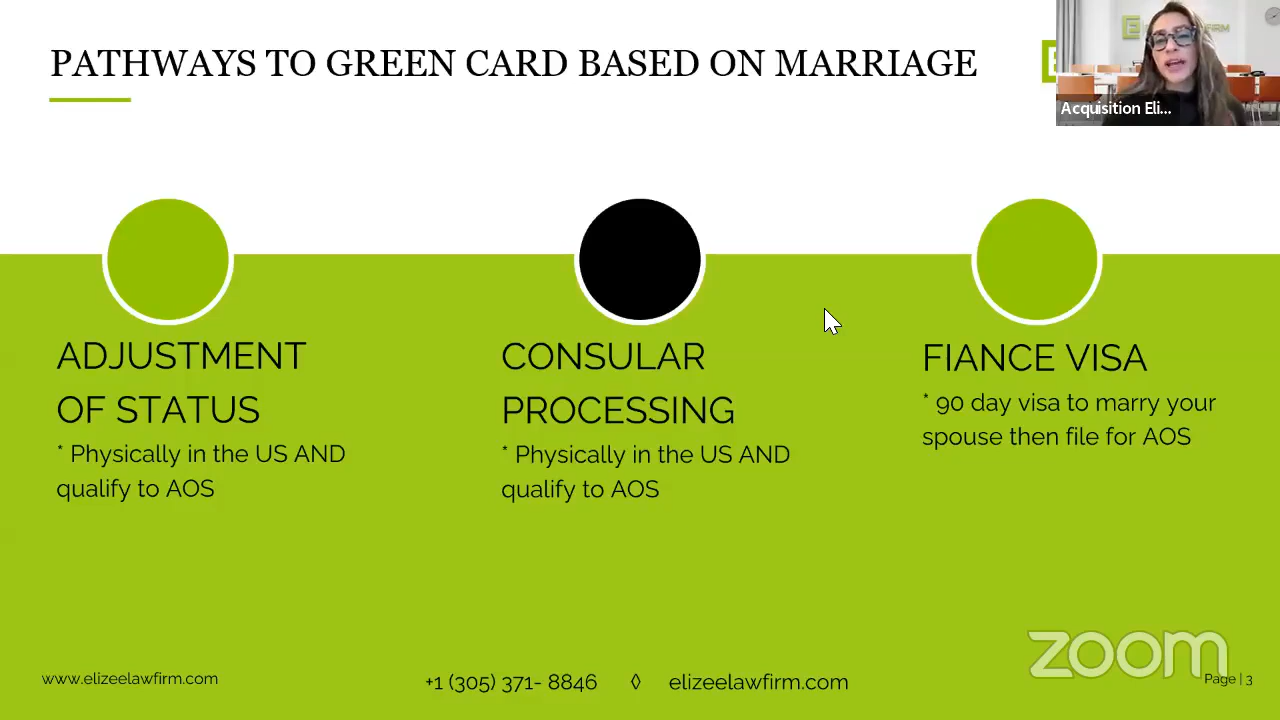 PATHWAYS TO GREEN CARD BASED ON MARRIAGE
Acquisition Eli...
ADJUSTMENT
OF STATUS
* Physically in the US AND
qualify to AOS
CONSULAR
PROCESSING
* Physically in the US AND
qualify to AOS
FIANCE VISA
* 90 day visa to marry your
spouse then file for AOS
zoom
www.elizeelawfirm.com
+1 (305) 371- 8846 ◊ elizeelawfirm.com
Page | 3